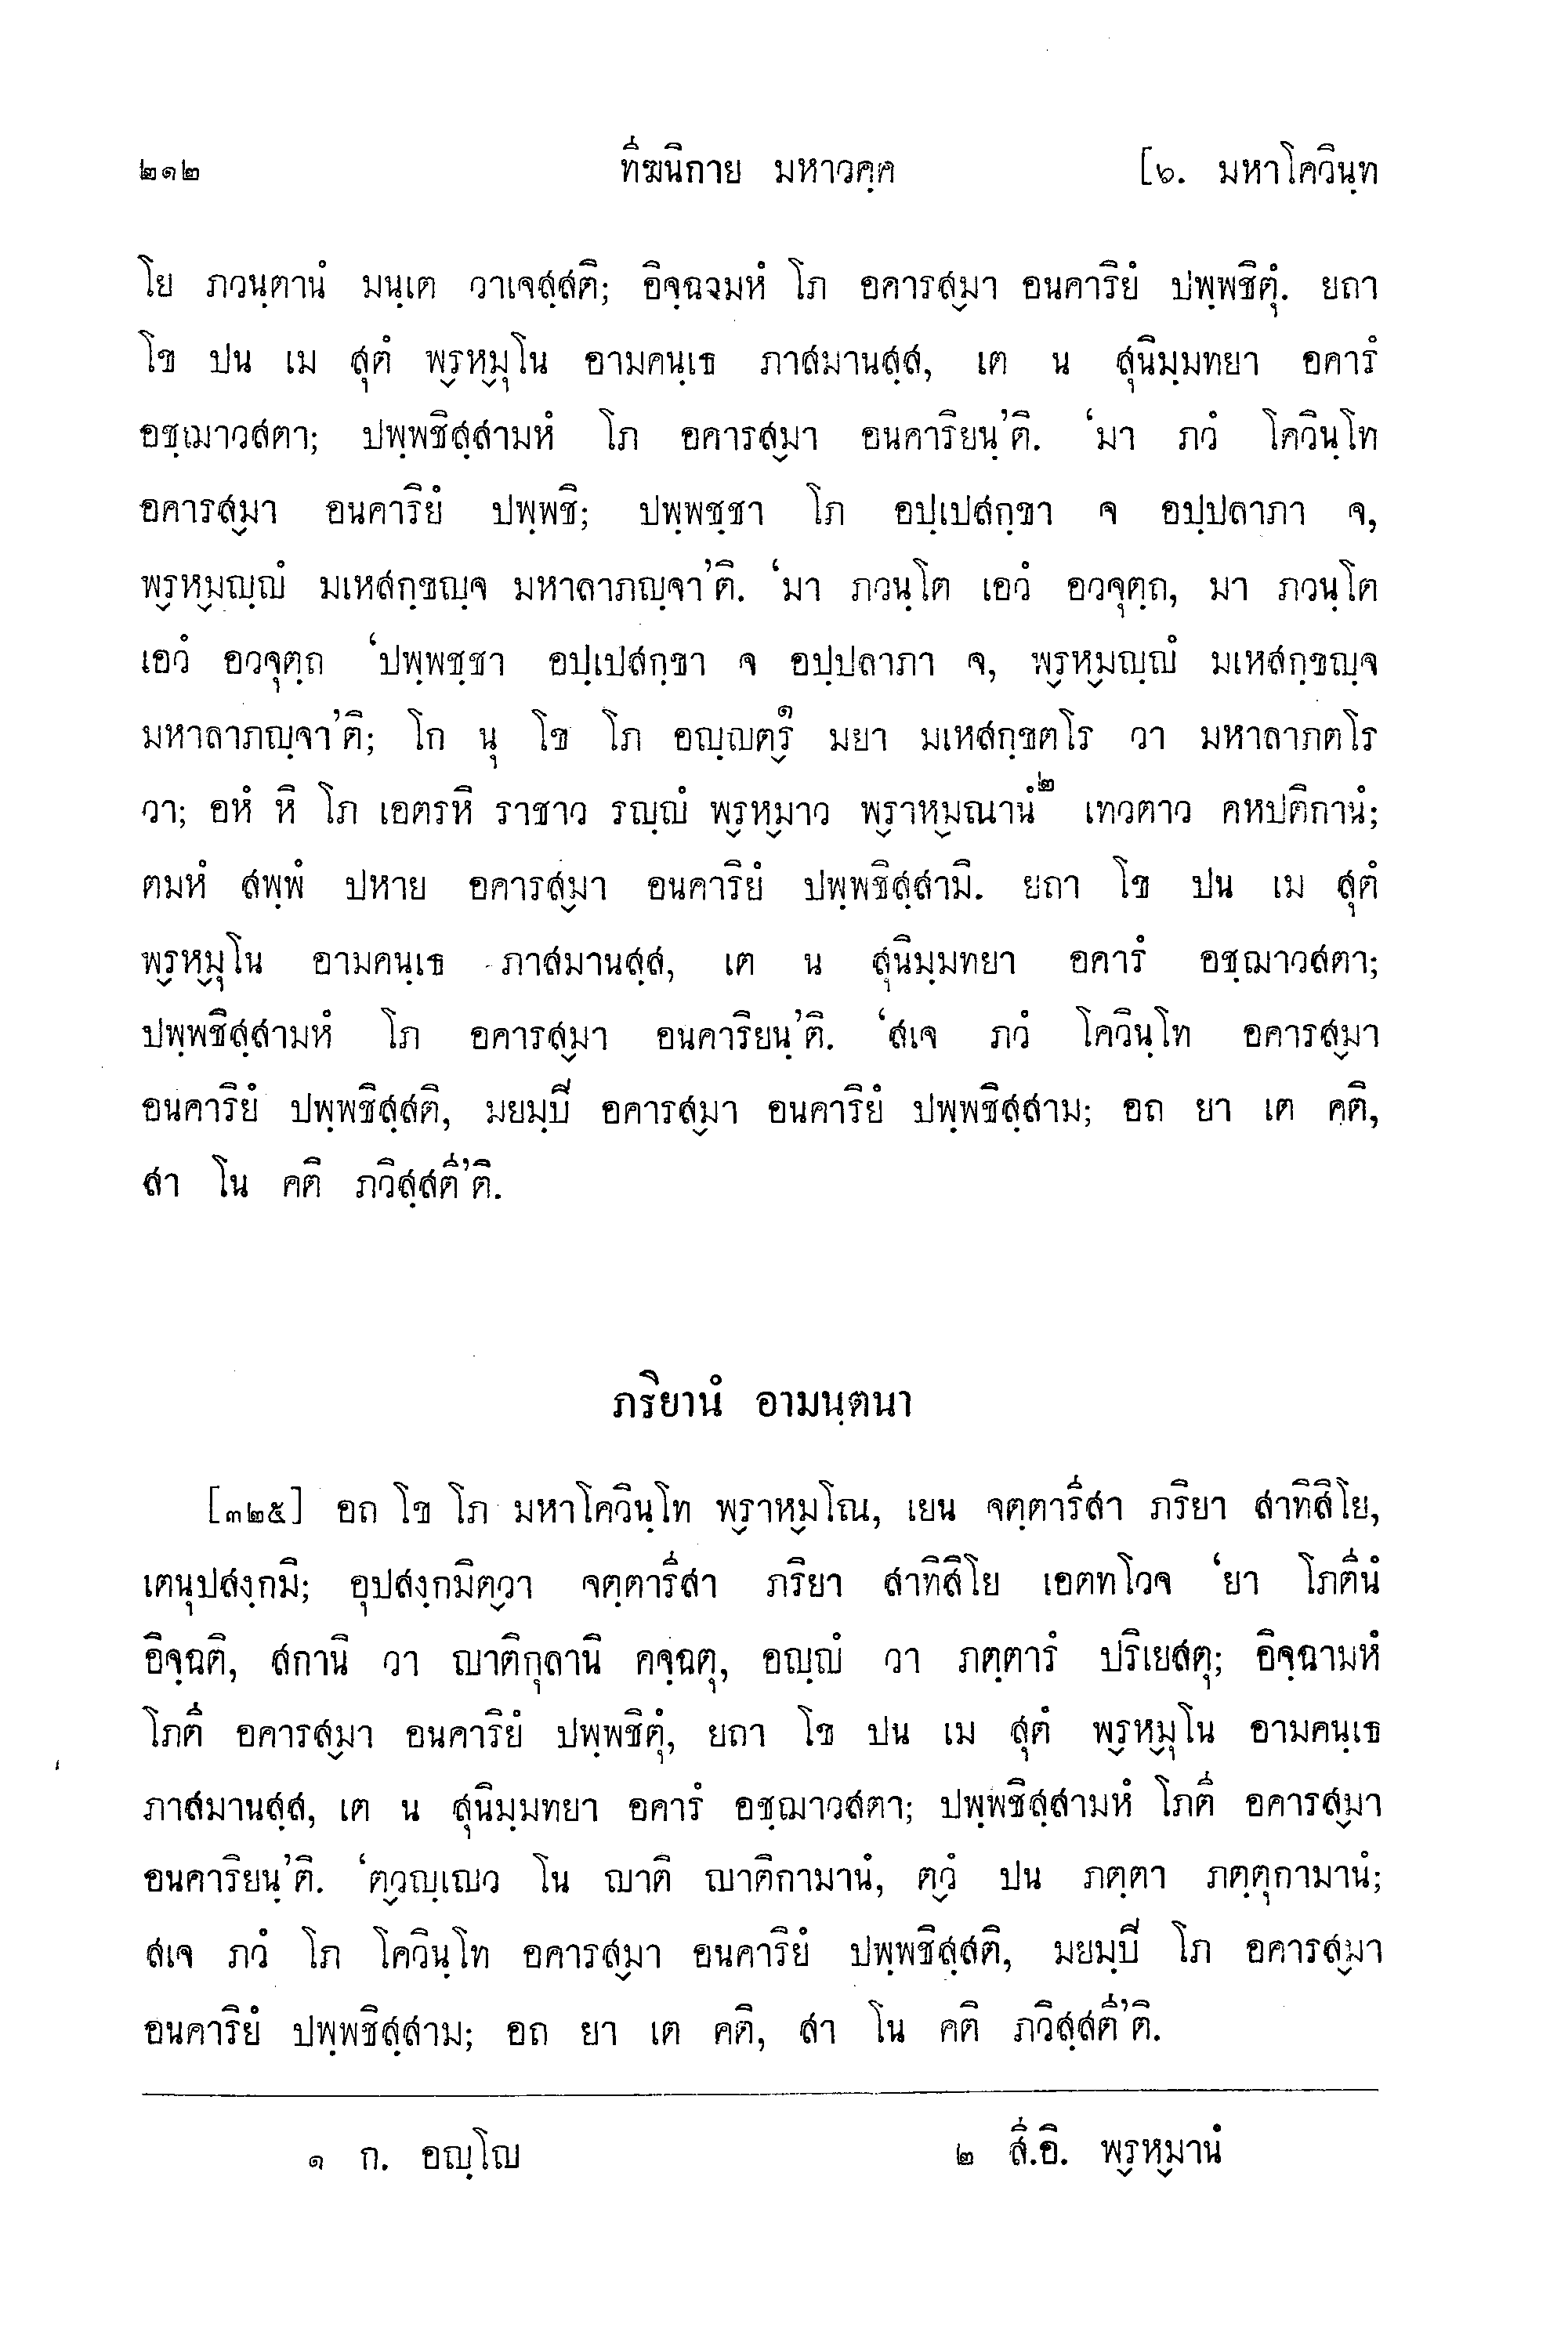 ๒๑๒ ทีฆนิกาย มหาวคฺค [๖. มหาโควินฺท
โย ภวนฺตานํ มนฺเต วาเจสฺสติ; อิจฺฉามหํ โภ อคารสฺมา อนคาริยํ ปพฺพชิตุํ. ยถา
โข ปน เม สุตํ พฺรหฺมุโน อามคนฺเธ ภาสมานสฺส, เต น สุนิมฺมทยา อคารํ
อชฺฌาวสตา; ปพฺพชิสฺสามหํ โภ อคารสฺมา อนคาริยนฺ’ติ. ‘มา ภวํ โควินฺโท
อคารสฺมา อนคาริยํ ปพฺพชิ; ปพฺพชฺชา โภ อปฺเปสกฺขา จ อปฺปลาภา จ,
พฺรหฺมญฺญํ มเหสกฺขญฺจ มหาลาภญฺจา’ติ. ‘มา ภวนฺโต เอวํ อวจุตฺถ, มา ภวนฺโต
เอวํ อวจุตฺถ ‘ปพฺพชฺชา อปฺเปสกฺขา จ อปฺปลาภา จ, พฺรหฺมญฺญํ มเหสกฺขญฺจ
มหาลาภญฺจา’ติ; โก นุ โข โภ อญฺญตฺร๑ มยา มเหสกฺขตโร วา มหาลาภตโร
วา; อหํ หิ โภ เอตรหิ ราชาว รญฺญํ พฺรหฺมาว พฺราหฺมณานํ๒ เทวตาว คหปติกานํ;
ตมหํ สพฺพํ ปหาย อคารสฺมา อนคาริยํ ปพฺพชิสฺสามิ. ยถา โข ปน เม สุตํ
พฺรหฺมุโน อามคนฺเธ ภาสมานสฺส, เต น สุนิมฺมทยา อคารํ อชฺฌาวสตา;
ปพฺพชิสฺสามหํ โภ อคารสฺมา อนคาริยนฺ’ติ. ‘สเจ ภวํ โควินฺโท อคารสฺมา
อนคาริยํ ปพฺพชิสฺสติ, มยมฺปิ อคารสฺมา อนคาริยํ ปพฺพชิสฺสาม; อถ ยา เต คติ,
สา โน คติ ภวิสฺสตี’ติ.
ภริยานํ อามนฺตนา
[๓๒๕] อถ โข โภ มหาโควินฺโท พฺราหฺมโณ, เยน จตฺตารีสา ภริยา สาทิสิโย,
เตนุปสงฺกมิ; อุปสงฺกมิตฺวา จตฺตารีสา ภริยา สาทิสิโย เอตทโวจ ‘ยา โภตีนํ
อิจฺฉติ, สกานิ วา ญาติกุลานิ คจฺฉตุ, อญฺญํ วา ภตฺตารํ ปริเยสตุ; อิจฺฉามหํ
โภตี อคารสฺมา อนคาริยํ ปพฺพชิตุํ, ยถา โข ปน เม สุตํ พฺรหฺมุโน อามคนฺเธ
ภาสมานสฺส, เต น สุนิมฺมทยา อคารํ อชฺฌาวสตา; ปพฺพชิสฺสามหํ โภตี อคารสฺมา
อนคาริยนฺ’ติ. ‘ตฺวญฺเญว โน ญาติ ญาติกามานํ, ตฺวํ ปน ภตฺตา ภตฺตุกามานํ;
สเจ ภวํ โภ โควินฺโท อคารสฺมา อนคาริยํ ปพฺพชิสฺสติ, มยมฺปิ โภ อคารสฺมา
อนคาริยํ ปพฺพชิสฺสาม; อถ ยา เต คติ, สา โน คติ ภวิสฺสตี’ติ.
๑ ก. อญฺโญ ๒ สี.อิ. พฺรหฺมานํ